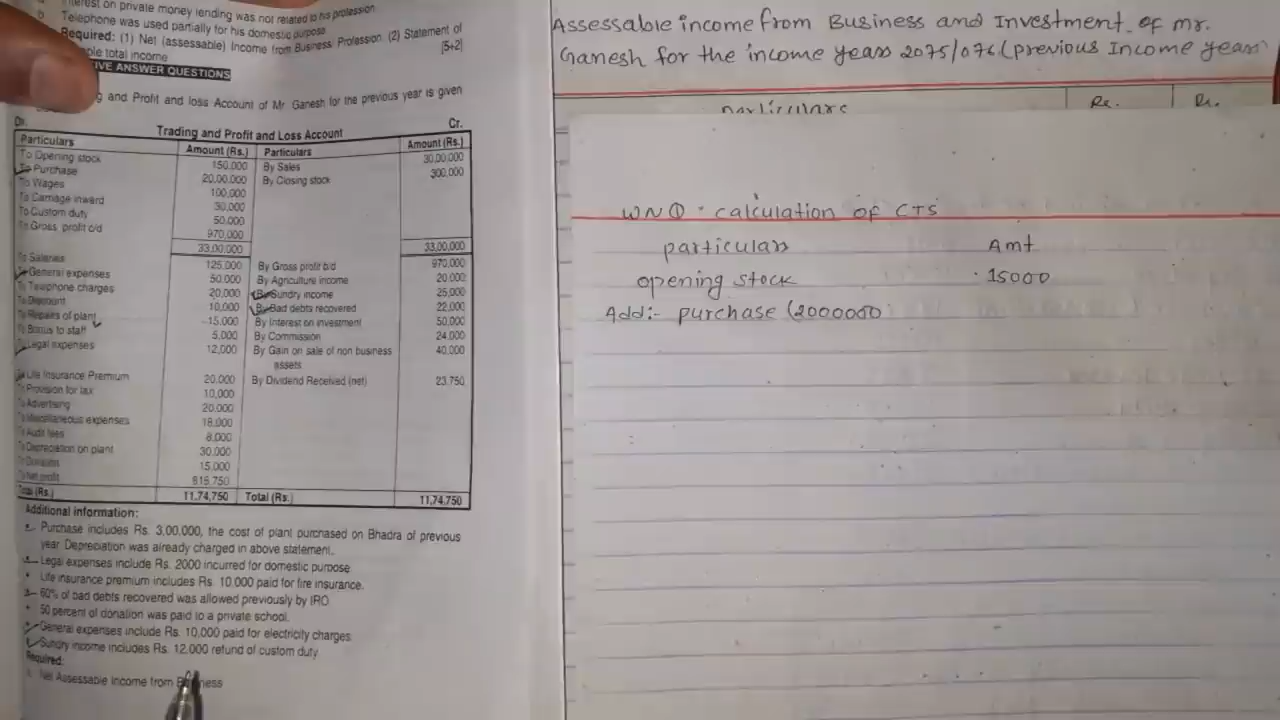 nterest on private money lending was not related to his profession
Telephone was used partially for his domestic purpose
Required: (1) Net (assessable) Income from Business Profession (2) Statement of
ple total income [5+2]
IVE ANSWER QUESTIONS
g and Profit and loss Account of Mr Ganesh for the previous year is given
Trading and Profit and Loss Account
Dr. Cr.
Particulars Amount (Rs.) Particulars Amount (Rs.)
To Opening stock 150,000 By Sales 30,00,000
To Purchase 20,00,000 By Closing stock 300,000
To Wages 100,000
To Carriage inward 30,000
To Custom duty 50,000
To Gross profit c/d 970,000
33,00,000 33,00,000
To Salaries 125,000 By Gross profit b/d 970,000
To General expenses 50,000 By Agriculture income 20,000
To Telephone charges 20,000 By Sundry income 25,000
To Discount 10,000 By Bad debts recovered 22,000
To Repairs of plant 15,000 By Interest on investment 50,000
To Bonus to staff 5,000 By Commission 24,000
To Legal expenses 12,000 By Gain on sale of non business assets 40,000
To Life Insurance Premium 20,000 By Dividend Received (net) 23,750
To Provision for tax 10,000
To Advertising 20,000
To Miscellaneous expenses 18,000
To Audit fees 8,000
To Depreciation on plant 30,000
To Donation 15,000
To Net profit 816,750
Total (Rs.) 11,74,750 Total (Rs.) 11,74,750
Additional information:
Purchase includes Rs. 3,00,000, the cost of plant purchased on Bhadra of previous
year. Depreciation was already charged in above statement.
Legal expenses include Rs. 2000 incurred for domestic purpose
Life insurance premium includes Rs. 10,000 paid for fire insurance.
60% of bad debts recovered was allowed previously by IRO
50 percent of donation was paid to a private school.
General expenses include Rs. 10,000 paid for electricity charges
Sundry income includes Rs. 12,000 refund of custom duty
Required:
Net Assessable Income from B ness
Assessable income from Business and Investment of mr.
Ganesh for the income year 2075/076 (previous Income year
particulars Rs. Rs.
WN ① · calculation of CTS
particulars Amt
opening stock 15000
Add:- purchase (2000000